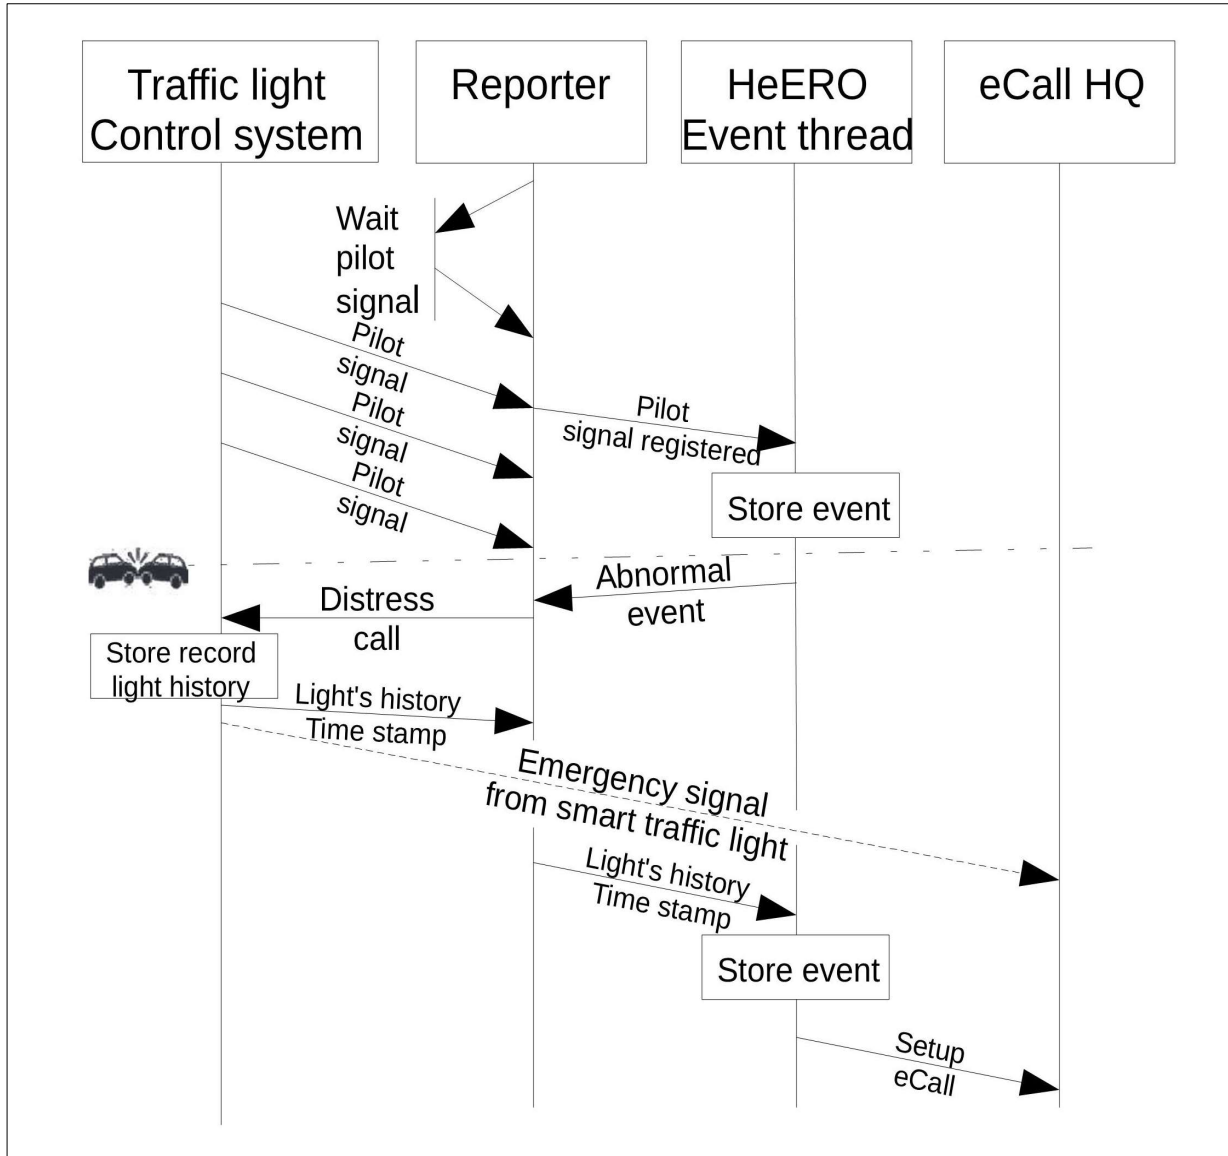 Traffic light
Control system
Reporter
HeERO
Event thread
eCall HQ
Wait
pilot
signal
Pilot
signal
Pilot
signal
Pilot
signal
Pilot
signal registered
Store event
Abnormal
event
Distress
call
Store record
light history
Light's history
Time stamp
Emergency signal
from smart traffic light
Light's history
Time stamp
Store event
Setup
eCall